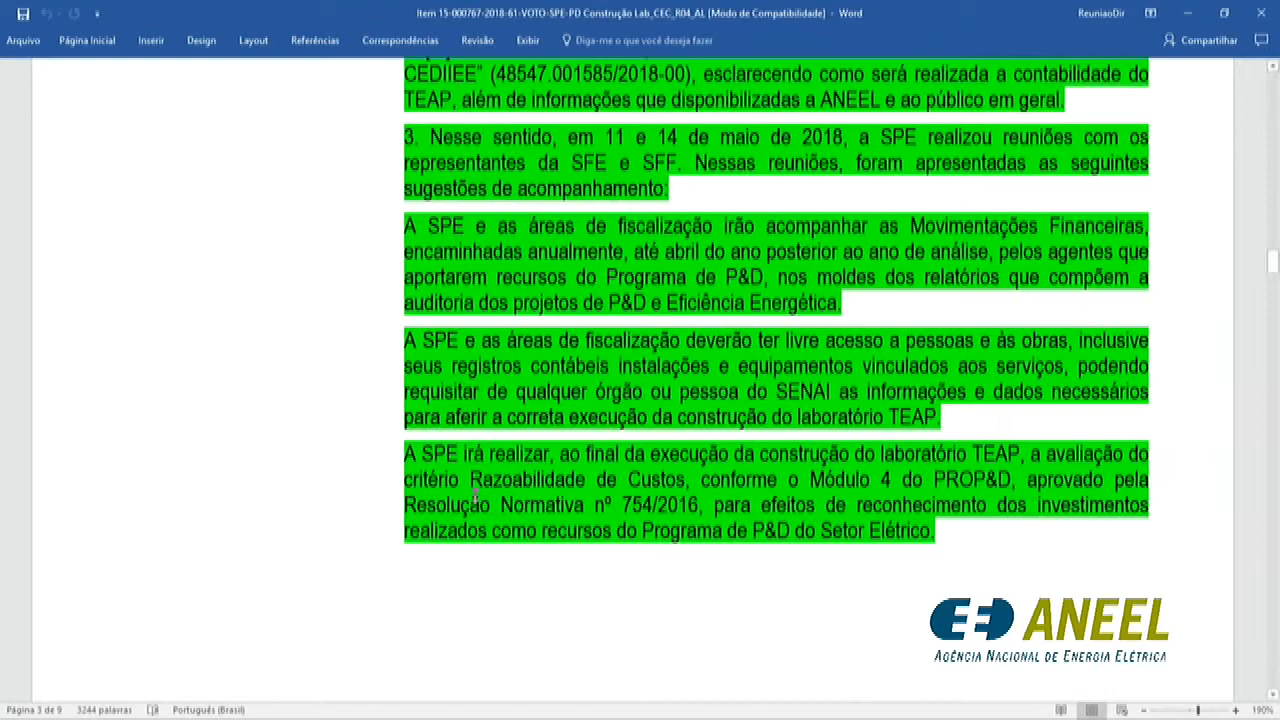 Item 15-000767-2018-61-VOTO-SPE-PD Construção Lab_CEC_R04_AL [Modo de Compatibilidade] - Word
ReuniaoDir
Arquivo Página Inicial Inserir Design Layout Referências Correspondências Revisão Exibir Diga-me o que você deseja fazer Compartilhar
CEDIIEE" (48547.001585/2018-00), esclarecendo como será realizada a contabilidade do
TEAP, além de informações que disponibilizadas a ANEEL e ao público em geral.
3. Nesse sentido, em 11 e 14 de maio de 2018, a SPE realizou reuniões com os
representantes da SFE e SFF. Nessas reuniões, foram apresentadas as seguintes
sugestões de acompanhamento:
A SPE e as áreas de fiscalização irão acompanhar as Movimentações Financeiras,
encaminhadas anualmente, até abril do ano posterior ao ano de análise, pelos agentes que
aportarem recursos do Programa de P&D, nos moldes dos relatórios que compõem a
auditoria dos projetos de P&D e Eficiência Energética.
A SPE e as áreas de fiscalização deverão ter livre acesso a pessoas e às obras, inclusive
seus registros contábeis instalações e equipamentos vinculados aos serviços, podendo
requisitar de qualquer órgão ou pessoa do SENAI as informações e dados necessários
para aferir a correta execução da construção do laboratório TEAP.
A SPE irá realizar, ao final da execução da construção do laboratório TEAP, a avaliação do
critério Razoabilidade de Custos, conforme o Módulo 4 do PROP&D, aprovado pela
Resolução Normativa nº 754/2016, para efeitos de reconhecimento dos investimentos
realizados como recursos do Programa de P&D do Setor Elétrico.
ANEEL
AGÊNCIA NACIONAL DE ENERGIA ELÉTRICA
Página 3 de 9 3244 palavras Português (Brasil) 190%